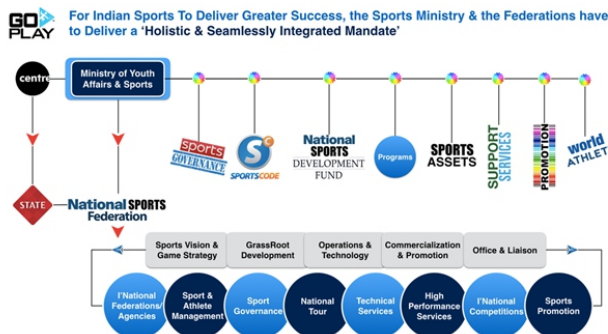 GO PLAY
For Indian Sports To Deliver Greater Success, the Sports Ministry & the Federations have
to Deliver a ‘Holistic & Seamlessly Integrated Mandate’
centre
Ministry of Youth
Affairs & Sports
sports
GOVERNANCE
SC
SPORTSCODE
National
SPORTS
DEVELOPMENT
FUND
Programs
SPORTS
ASSETS
SUPPORT
SERVICES
PROMOTION
world
ATHLET
STATE
National SPORTS
Federation
Sports Vision &
Game Strategy
GrassRoot
Development
Operations &
Technology
Commercialization
& Promotion
Office & Liaison
I'National
Federations/
Agencies
Sport &
Athlete
Management
Sport
Governance
National
Tour
Technical
Services
High
Performance
Services
I'National
Competitions
Sports
Promotion